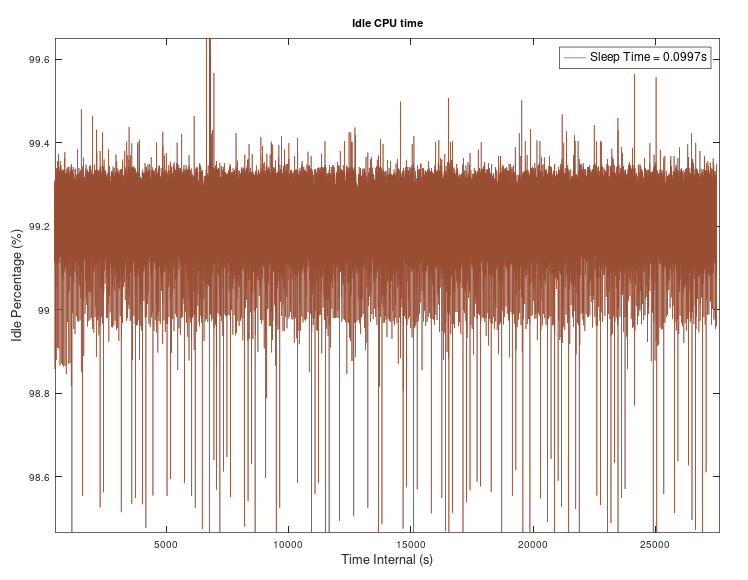 Idle CPU time
Sleep Time = 0.0997s
99.6
99.4
99.2
99
98.8
98.6
Idle Percentage (%)
5000
10000
15000
20000
25000
Time Internal (s)